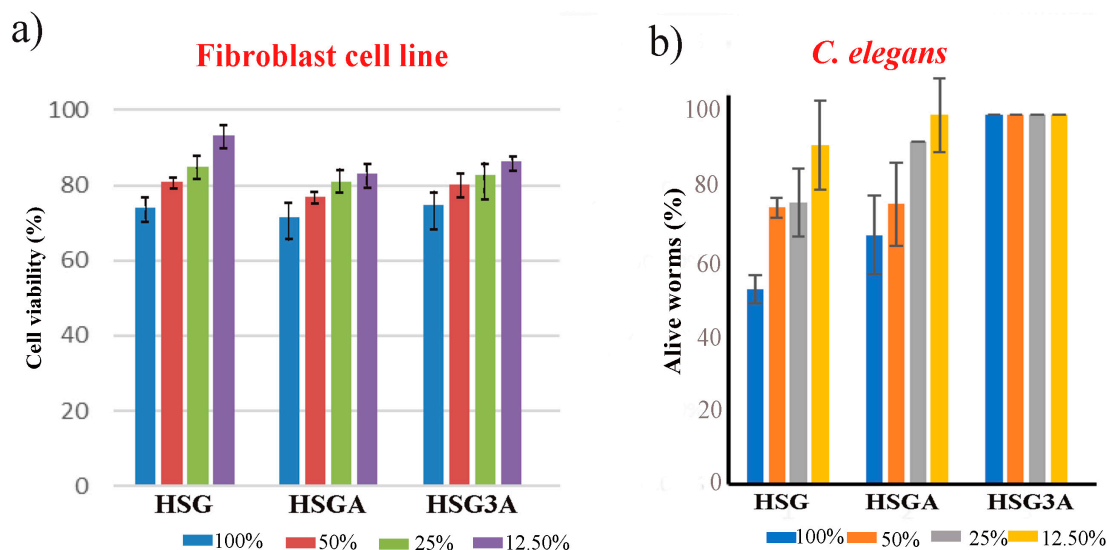 a)
Fibroblast cell line
Cell viability (%)
100
80
60
40
20
0
HSG HSGA HSG3A
100% 50% 25% 12.50%
b)
C. elegans
Alive worms (%)
100
80
60
40
20
0
HSG HSGA HSG3A
100% 50% 25% 12.50%